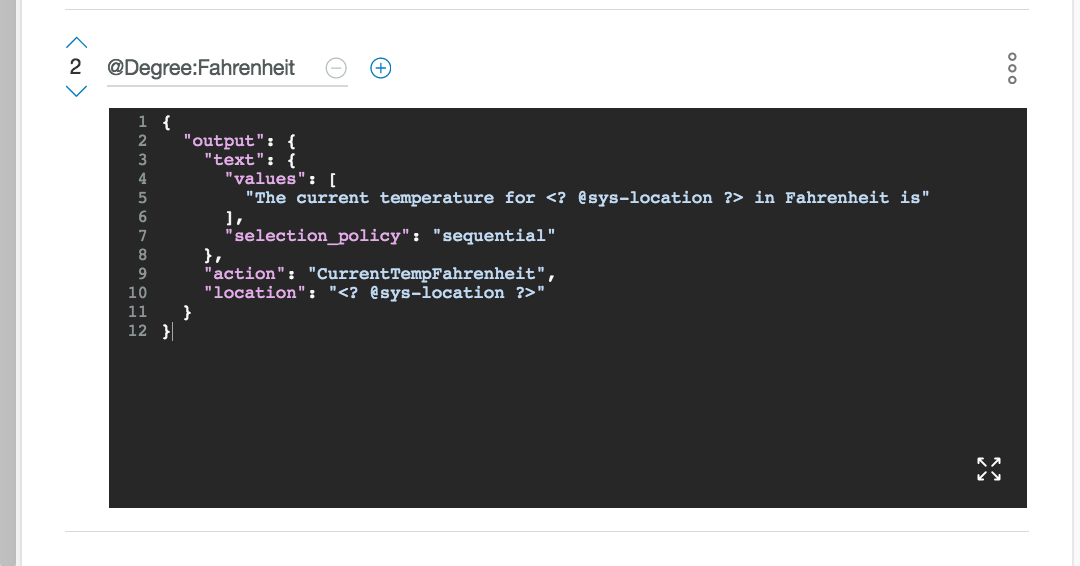 2 @Degree:Fahrenheit
1 {
2   "output": {
3     "text": {
4       "values": [
5         "The current temperature for <? @sys-location ?> in Fahrenheit is"
6       ],
7       "selection_policy": "sequential"
8     },
9     "action": "CurrentTempFahrenheit",
10     "location": "<? @sys-location ?>"
11   }
12 }